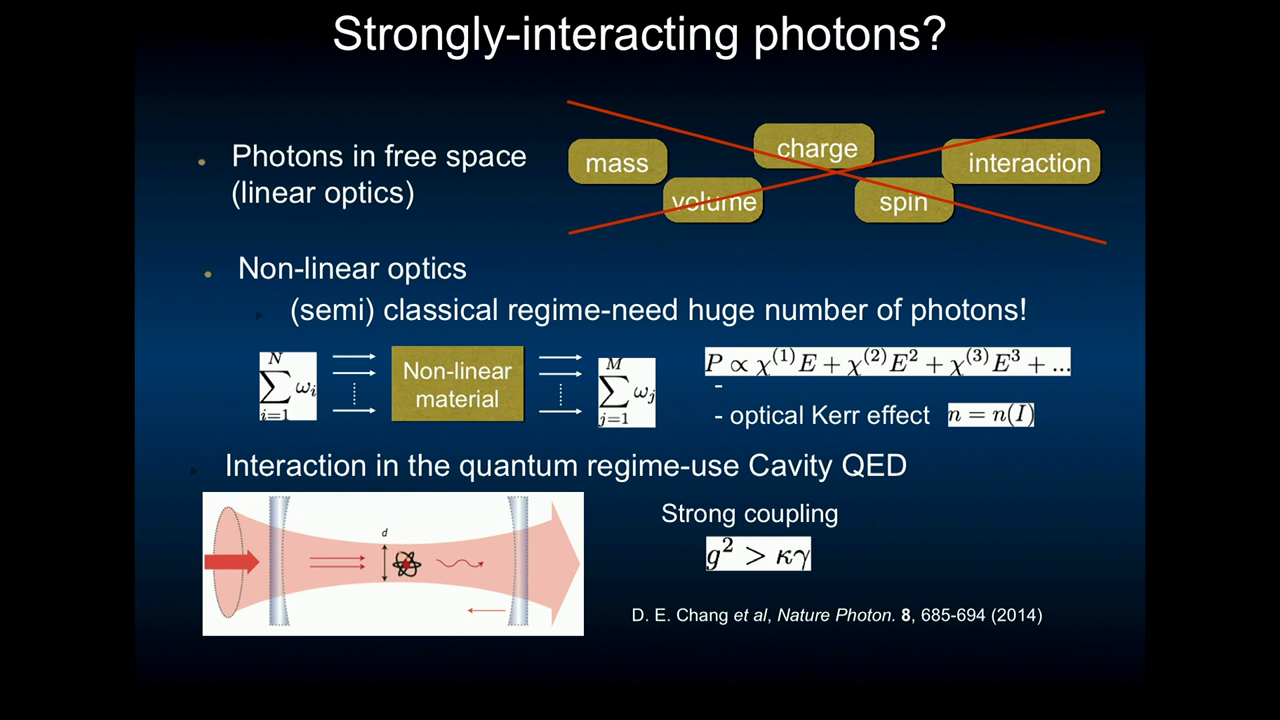 Strongly-interacting photons?
Photons in free space
(linear optics)
mass
charge
interaction
volume
spin
Non-linear optics
(semi) classical regime-need huge number of photons!
N
∑ ωᵢ
i=1
Non-linear
material
M
∑ ωⱼ
j=1
P ∝ χ⁽¹⁾E + χ⁽²⁾E² + χ⁽³⁾E³ + ...
-
- optical Kerr effect n = n(I)
Interaction in the quantum regime-use Cavity QED
d
Strong coupling
g² > κγ
D. E. Chang et al, Nature Photon. 8, 685-694 (2014)